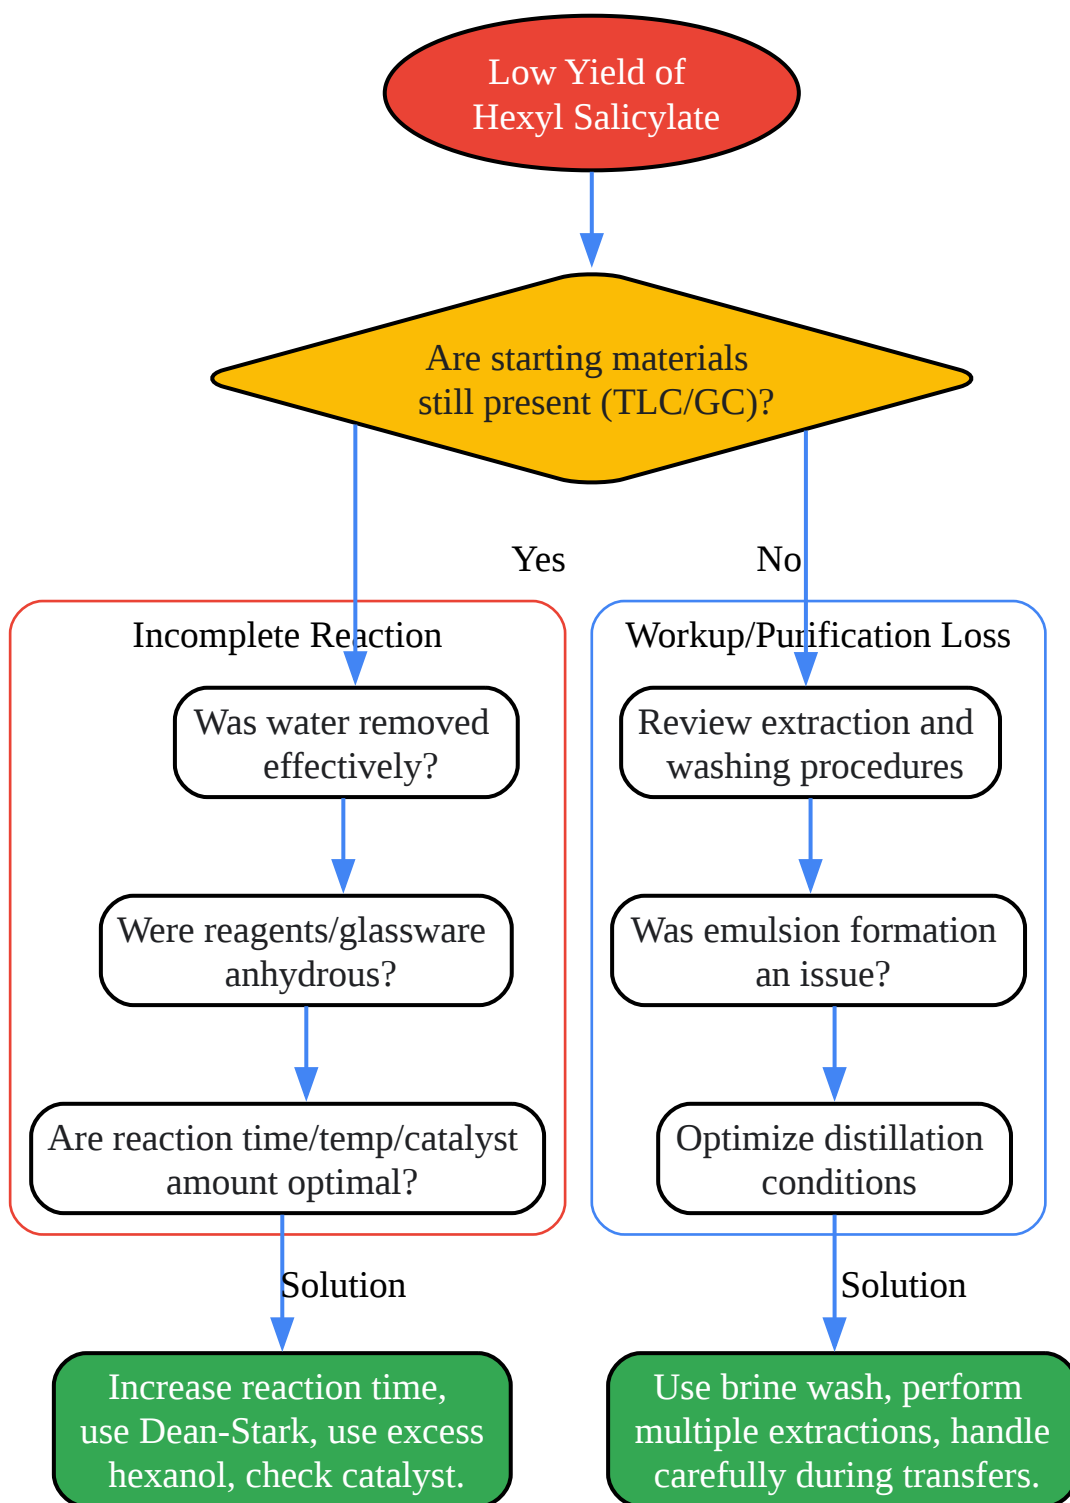 Low Yield of
Hexyl Salicylate
Are starting materials
still present (TLC/GC)?
Yes
No
Incomplete Reaction
Was water removed
effectively?
Were reagents/glassware
anhydrous?
Are reaction time/temp/catalyst
amount optimal?
Solution
Increase reaction time,
use Dean-Stark, use excess
hexanol, check catalyst.
Workup/Purification Loss
Review extraction and
washing procedures
Was emulsion formation
an issue?
Optimize distillation
conditions
Solution
Use brine wash, perform
multiple extractions, handle
carefully during transfers.